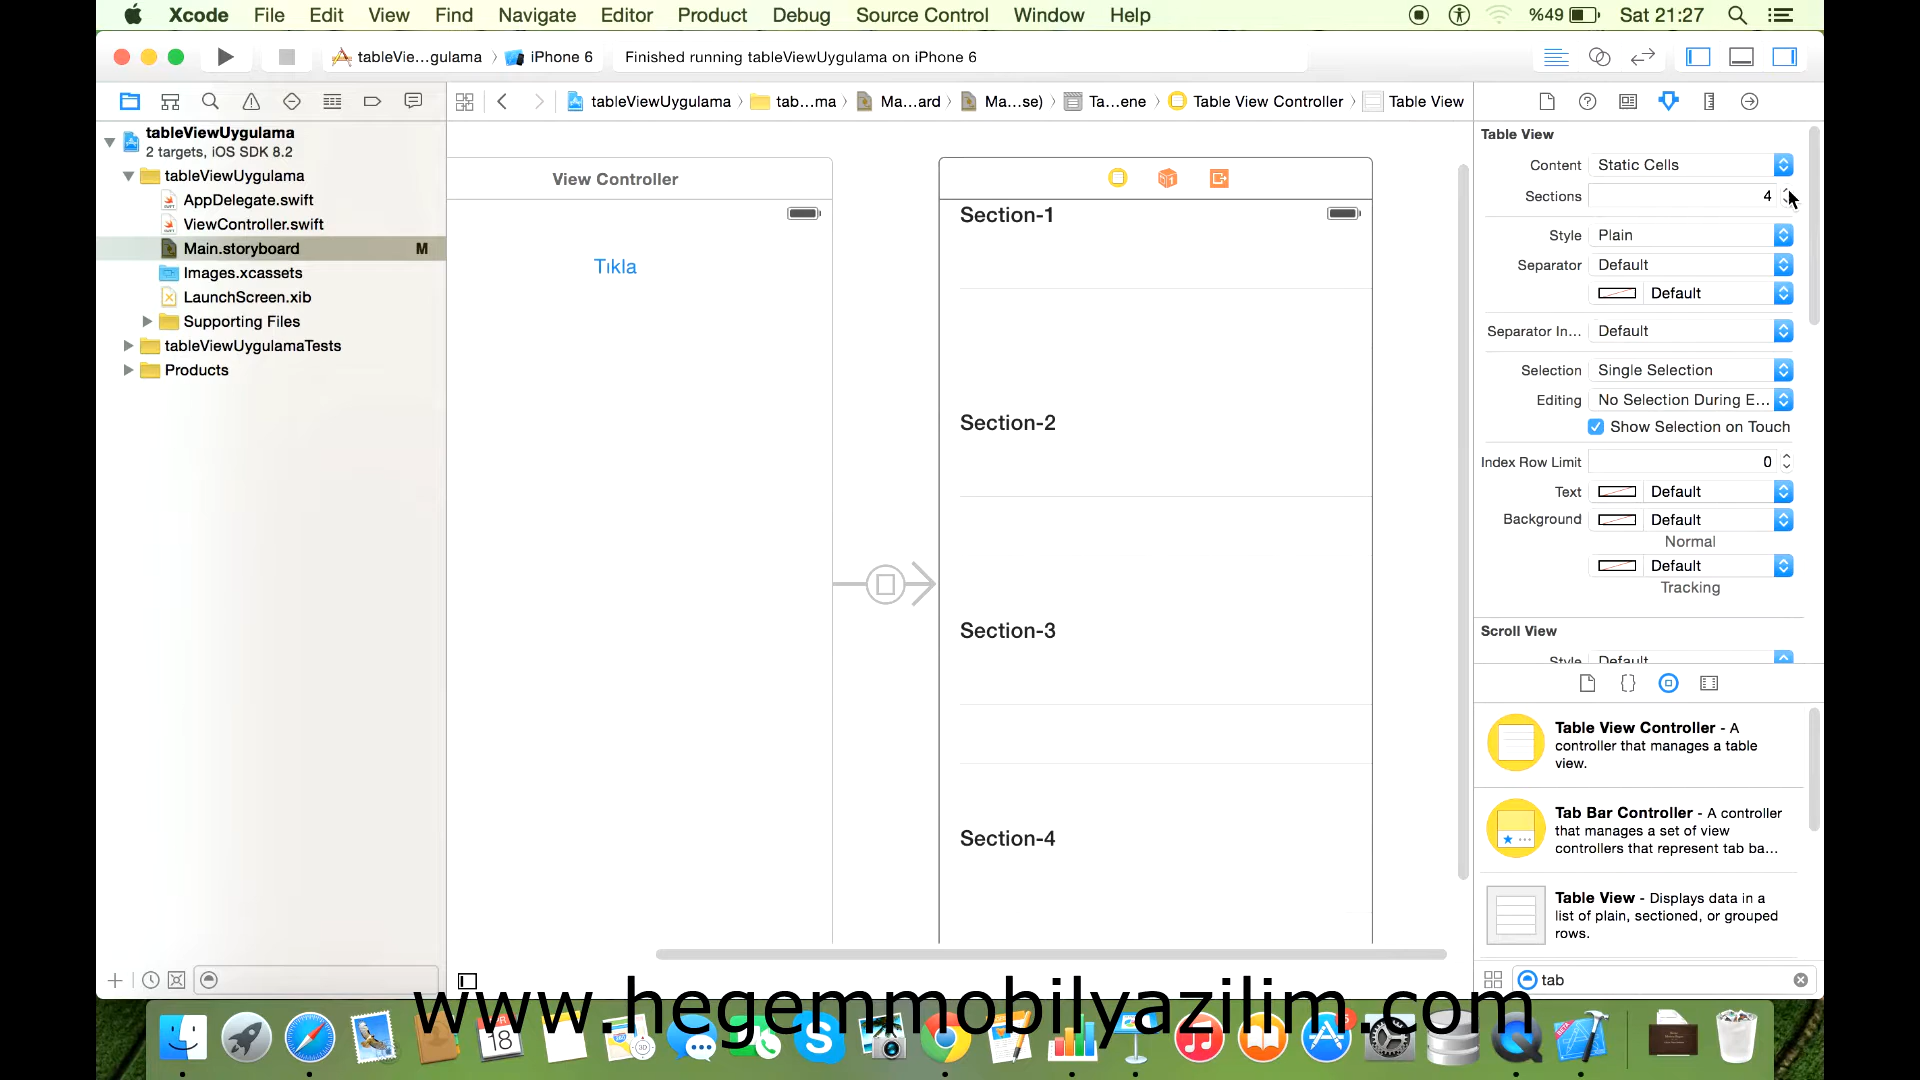 Xcode File Edit View Find Navigate Editor Product Debug Source Control Window Help %49 Sat 21:27
tableVie...gulama iPhone 6 Finished running tableViewUygulama on iPhone 6
tableViewUygulama tab...ma Ma...ard Ma...se) Ta...ene Table View Controller Table View
tableViewUygulama
2 targets, iOS SDK 8.2
tableViewUygulama
AppDelegate.swift
ViewController.swift
Main.storyboard M
Images.xcassets
LaunchScreen.xib
Supporting Files
tableViewUygulamaTests
Products
View Controller
Tıkla
Section-1
Section-2
Section-3
Section-4
Table View
Content Static Cells
Sections 4
Style Plain
Separator Default
Default
Separator In... Default
Selection Single Selection
Editing No Selection During E...
Show Selection on Touch
Index Row Limit 0
Text Default
Background Default
Normal
Default
Tracking
Scroll View
Style Default
Table View Controller - A
controller that manages a table
view.
Tab Bar Controller - A controller
that manages a set of view
controllers that represent tab ba...
Table View - Displays data in a
list of plain, sectioned, or grouped
rows.
tab
www.hegemmobilyazilim.com